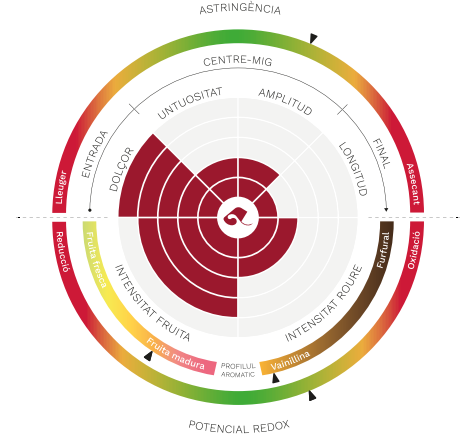 ASTRINGÈNCIA
CENTRE-MIG
UNTUOSITAT
AMPLITUD
ENTRADA
DOLÇOR
LONGITUD
FINAL
Lleuger
Assecant
Reducció
Fruita fresca
Furfural
Oxidació
INTENSITAT FRUITA
INTENSITAT ROURE
Fruita madura
PROFILUL
AROMATIC
Vainillina
POTENCIAL REDOX